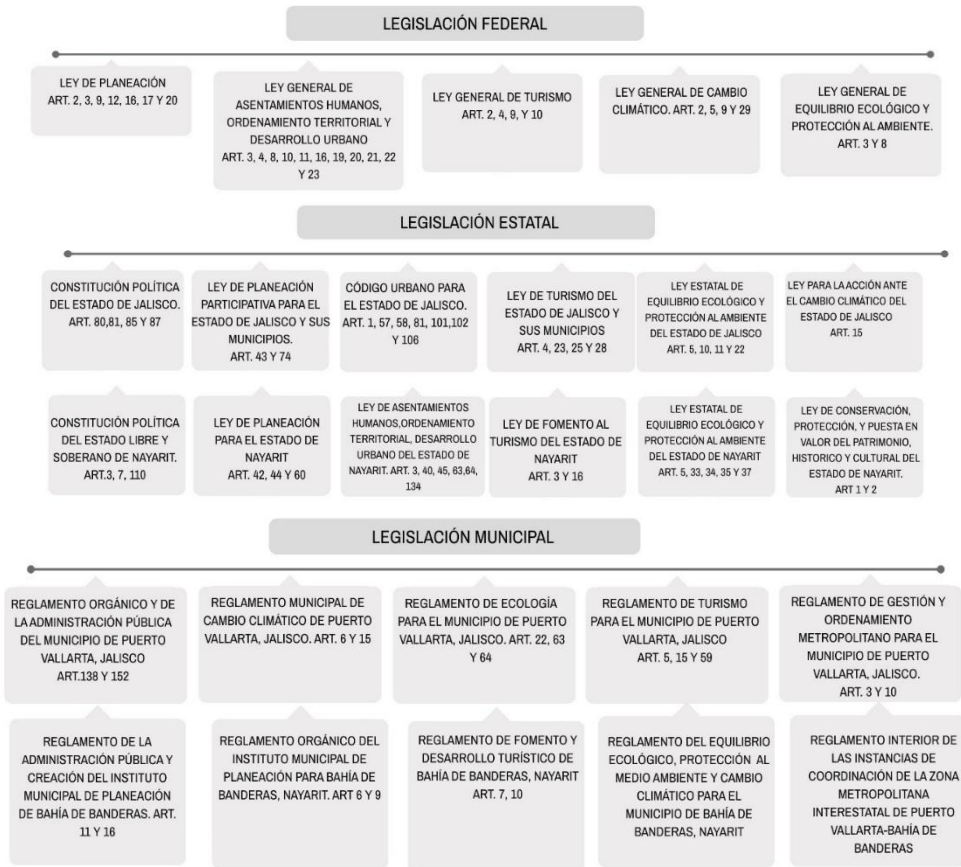 LEGISLACIÓN FEDERAL
LEY DE PLANEACIÓN
ART. 2, 3, 9, 12, 16, 17 Y 20
LEY GENERAL DE
ASENTAMIENTOS HUMANOS,
ORDENAMIENTO TERRITORIAL Y
DESARROLLO URBANO
ART. 3, 4, 8, 10, 11, 16, 19, 20, 21, 22
Y 23
LEY GENERAL DE TURISMO
ART. 2, 4, 9, Y 10
LEY GENERAL DE CAMBIO
CLIMÁTICO. ART. 2, 5, 9 Y 29
LEY GENERAL DE
EQUILIBRIO ECOLÓGICO Y
PROTECCIÓN AL AMBIENTE.
ART. 3 Y 8
LEGISLACIÓN ESTATAL
CONSTITUCIÓN POLÍTICA
DEL ESTADO DE JALISCO.
ART. 80,81, 85 Y 87
LEY DE PLANEACIÓN
PARTICIPATIVA PARA EL
ESTADO DE JALISCO Y SUS
MUNICIPIOS.
ART. 43 Y 74
CÓDIGO URBANO PARA
EL ESTADO DE JALISCO.
ART. 1, 57, 58, 81, 101,102
Y 106
LEY DE TURISMO DEL
ESTADO DE JALISCO Y
SUS MUNICIPIOS
ART. 4, 23, 25 Y 28
LEY ESTATAL DE
EQUILIBRIO ECOLÓGICO Y
PROTECCIÓN AL AMBIENTE
DEL ESTADO DE JALISCO
ART. 5, 10, 11 Y 22
LEY PARA LA ACCIÓN ANTE
EL CAMBIO CLIMÁTICO DEL
ESTADO DE JALISCO
ART. 15
CONSTITUCIÓN POLÍTICA
DEL ESTADO LIBRE Y
SOBERANO DE NAYARIT.
ART.3, 7, 110
LEY DE PLANEACIÓN
PARA EL ESTADO DE
NAYARIT
ART. 42, 44 Y 60
LEY DE ASENTAMIENTOS
HUMANOS,ORDENAMIENTO
TERRITORIAL, DESARROLLO
URBANO DEL ESTADO DE
NAYARIT. ART. 3, 40, 45, 63,64,
134
LEY DE FOMENTO AL
TURISMO DEL ESTADO DE
NAYARIT
ART. 3 Y 16
LEY ESTATAL DE
EQUILIBRIO ECOLÓGICO Y
PROTECCIÓN AL AMBIENTE
DEL ESTADO DE NAYARIT
ART. 5, 33, 34, 35 Y 37
LEY DE CONSERVACIÓN,
PROTECCIÓN, Y PUESTA EN
VALOR DEL PATRIMONIO,
HISTORICO Y CULTURAL DEL
ESTADO DE NAYARIT.
ART 1 Y 2
LEGISLACIÓN MUNICIPAL
REGLAMENTO ORGÁNICO Y DE
LA ADMINISTRACIÓN PÚBLICA
DEL MUNICIPIO DE PUERTO
VALLARTA, JALISCO
ART.138 Y 152
REGLAMENTO MUNICIPAL DE
CAMBIO CLIMÁTICO DE PUERTO
VALLARTA, JALISCO. ART. 6 Y 15
REGLAMENTO DE ECOLOGÍA
PARA EL MUNICIPIO DE PUERTO
VALLARTA, JALISCO. ART. 22, 63
Y 64
REGLAMENTO DE TURISMO
PARA EL MUNICIPIO DE PUERTO
VALLARTA, JALISCO
ART. 5, 15 Y 59
REGLAMENTO DE GESTIÓN Y
ORDENAMIENTO
METROPOLITANO PARA EL
MUNICIPIO DE PUERTO
VALLARTA, JALISCO.
ART. 3 Y 10
REGLAMENTO DE LA
ADMINISTRACIÓN PÚBLICA Y
CREACIÓN DEL INSTITUTO
MUNICIPAL DE PLANEACIÓN
DE BAHÍA DE BANDERAS. ART.
11 Y 16
REGLAMENTO ORGÁNICO DEL
INSTITUTO MUNICIPAL DE
PLANEACIÓN PARA BAHÍA DE
BANDERAS, NAYARIT. ART 6 Y 9
REGLAMENTO DE FOMENTO Y
DESARROLLO TURÍSTICO DE
BAHÍA DE BANDERAS, NAYARIT
ART. 7, 10
REGLAMENTO DEL EQUILIBRIO
ECOLÓGICO, PROTECCIÓN AL
MEDIO AMBIENTE Y CAMBIO
CLIMÁTICO PARA EL
MUNICIPIO DE BAHÍA DE
BANDERAS, NAYARIT
REGLAMENTO INTERIOR DE
LAS INSTANCIAS DE
COORDINACIÓN DE LA ZONA
METROPOLITANA
INTERESTATAL DE PUERTO
VALLARTA-BAHÍA DE
BANDERAS